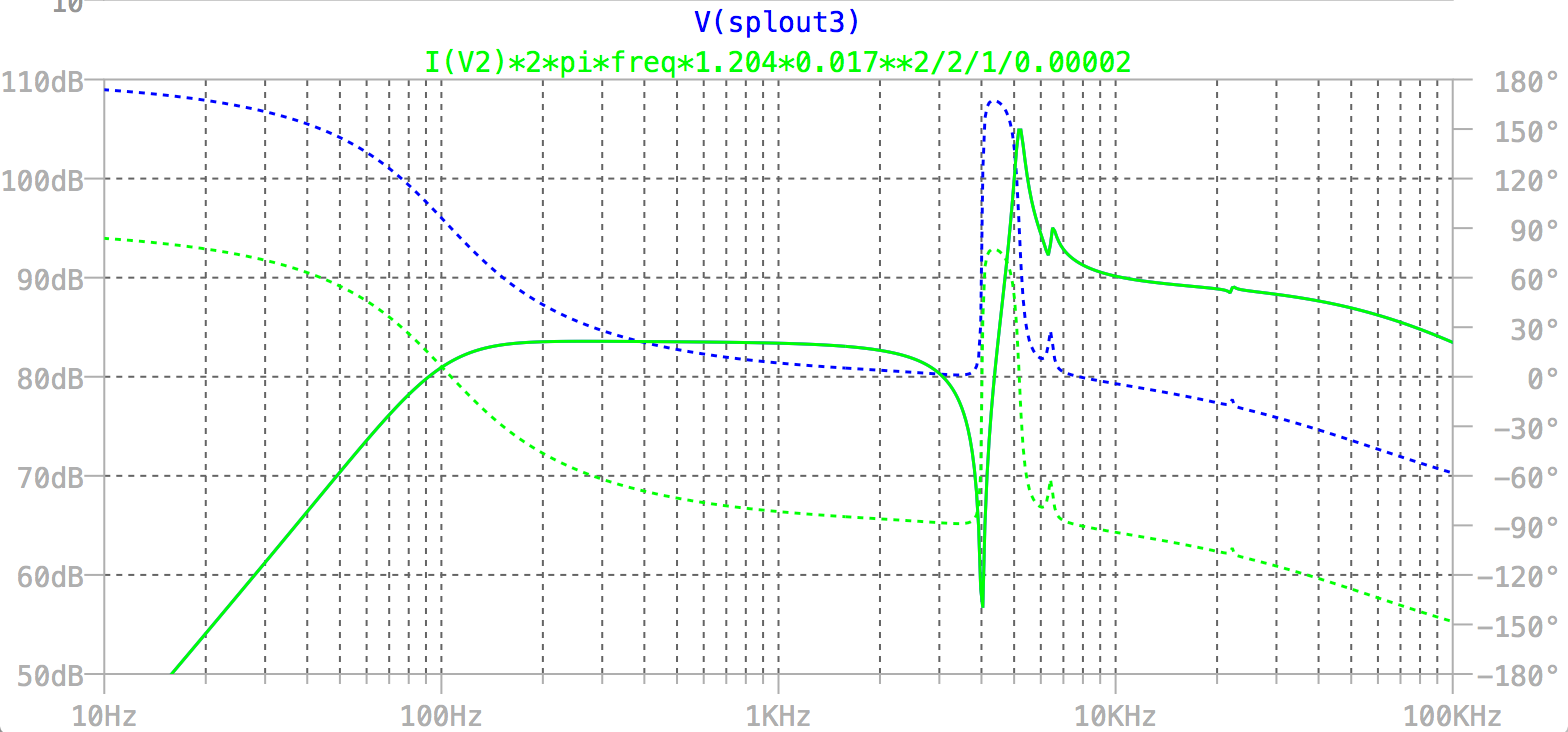 10
V(splout3)
I(V2)*2*pi*freq*1.204*0.017**2/2/1/0.00002
110dB 180°
150°
100dB 120°
90°
90dB 60°
30°
80dB 0°
-30°
70dB -60°
-90°
60dB -120°
-150°
50dB -180°
10Hz 100Hz 1KHz 10KHz 100KHz